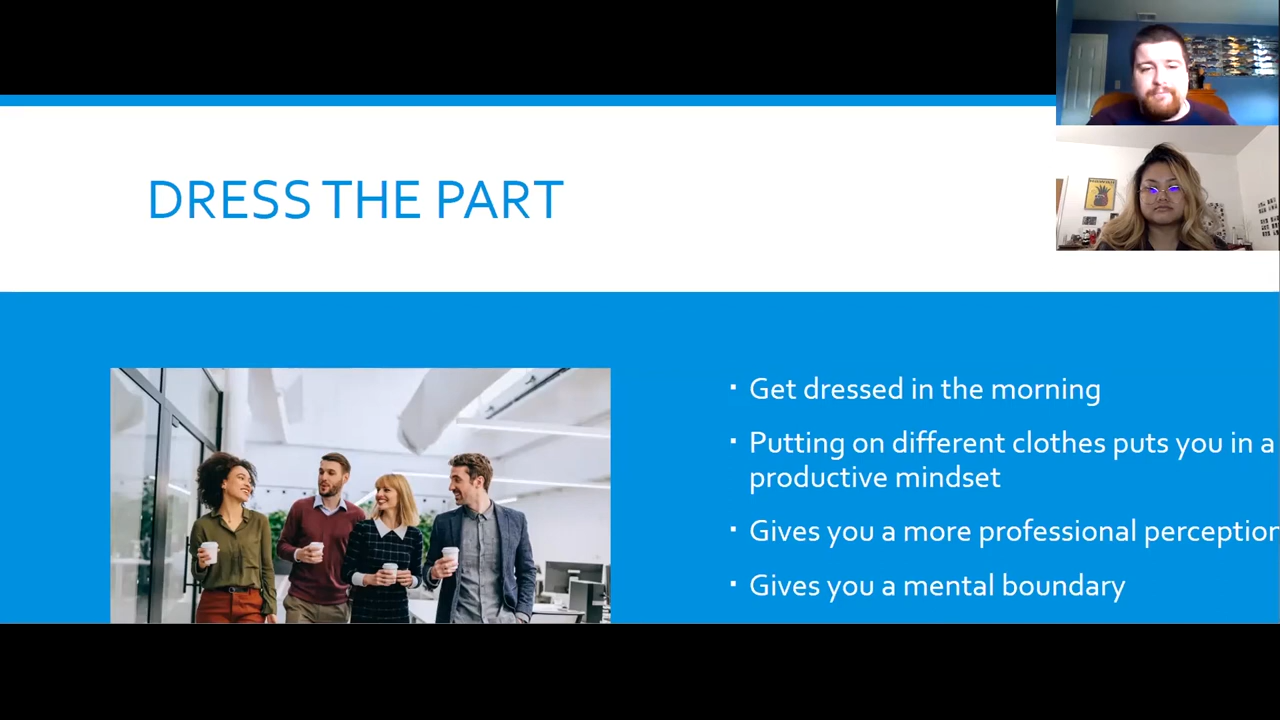 DRESS THE PART
▪ Get dressed in the morning
▪ Putting on different clothes puts you in a
productive mindset
▪ Gives you a more professional perception
▪ Gives you a mental boundary